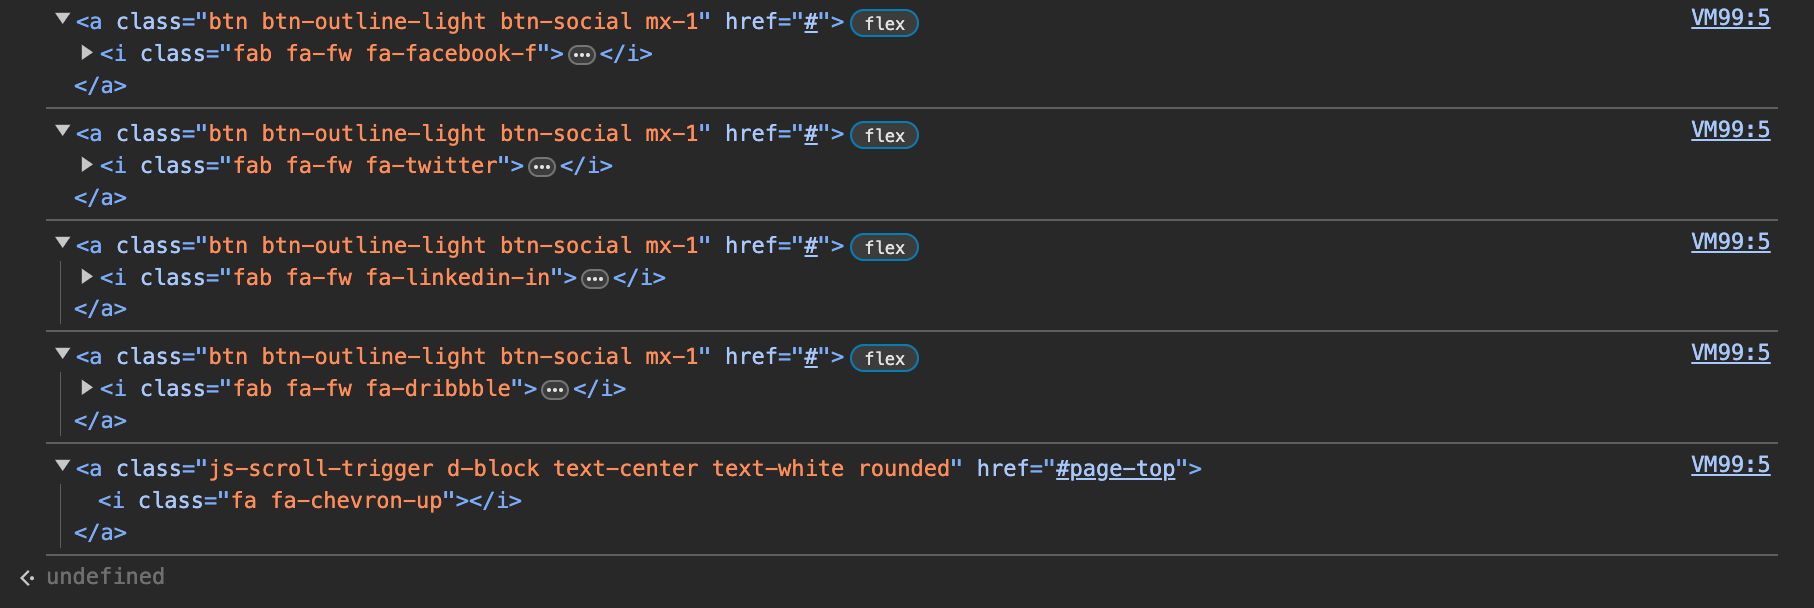 ▼<a class="btn btn-outline-light btn-social mx-1" href="#"> flex VM99:5
▶<i class="fab fa-fw fa-facebook-f">…</i>
</a>
▼<a class="btn btn-outline-light btn-social mx-1" href="#"> flex VM99:5
▶<i class="fab fa-fw fa-twitter">…</i>
</a>
▼<a class="btn btn-outline-light btn-social mx-1" href="#"> flex VM99:5
▶<i class="fab fa-fw fa-linkedin-in">…</i>
</a>
▼<a class="btn btn-outline-light btn-social mx-1" href="#"> flex VM99:5
▶<i class="fab fa-fw fa-dribbble">…</i>
</a>
▼<a class="js-scroll-trigger d-block text-center text-white rounded" href="#page-top"> VM99:5
<i class="fa fa-chevron-up"></i>
</a>
undefined